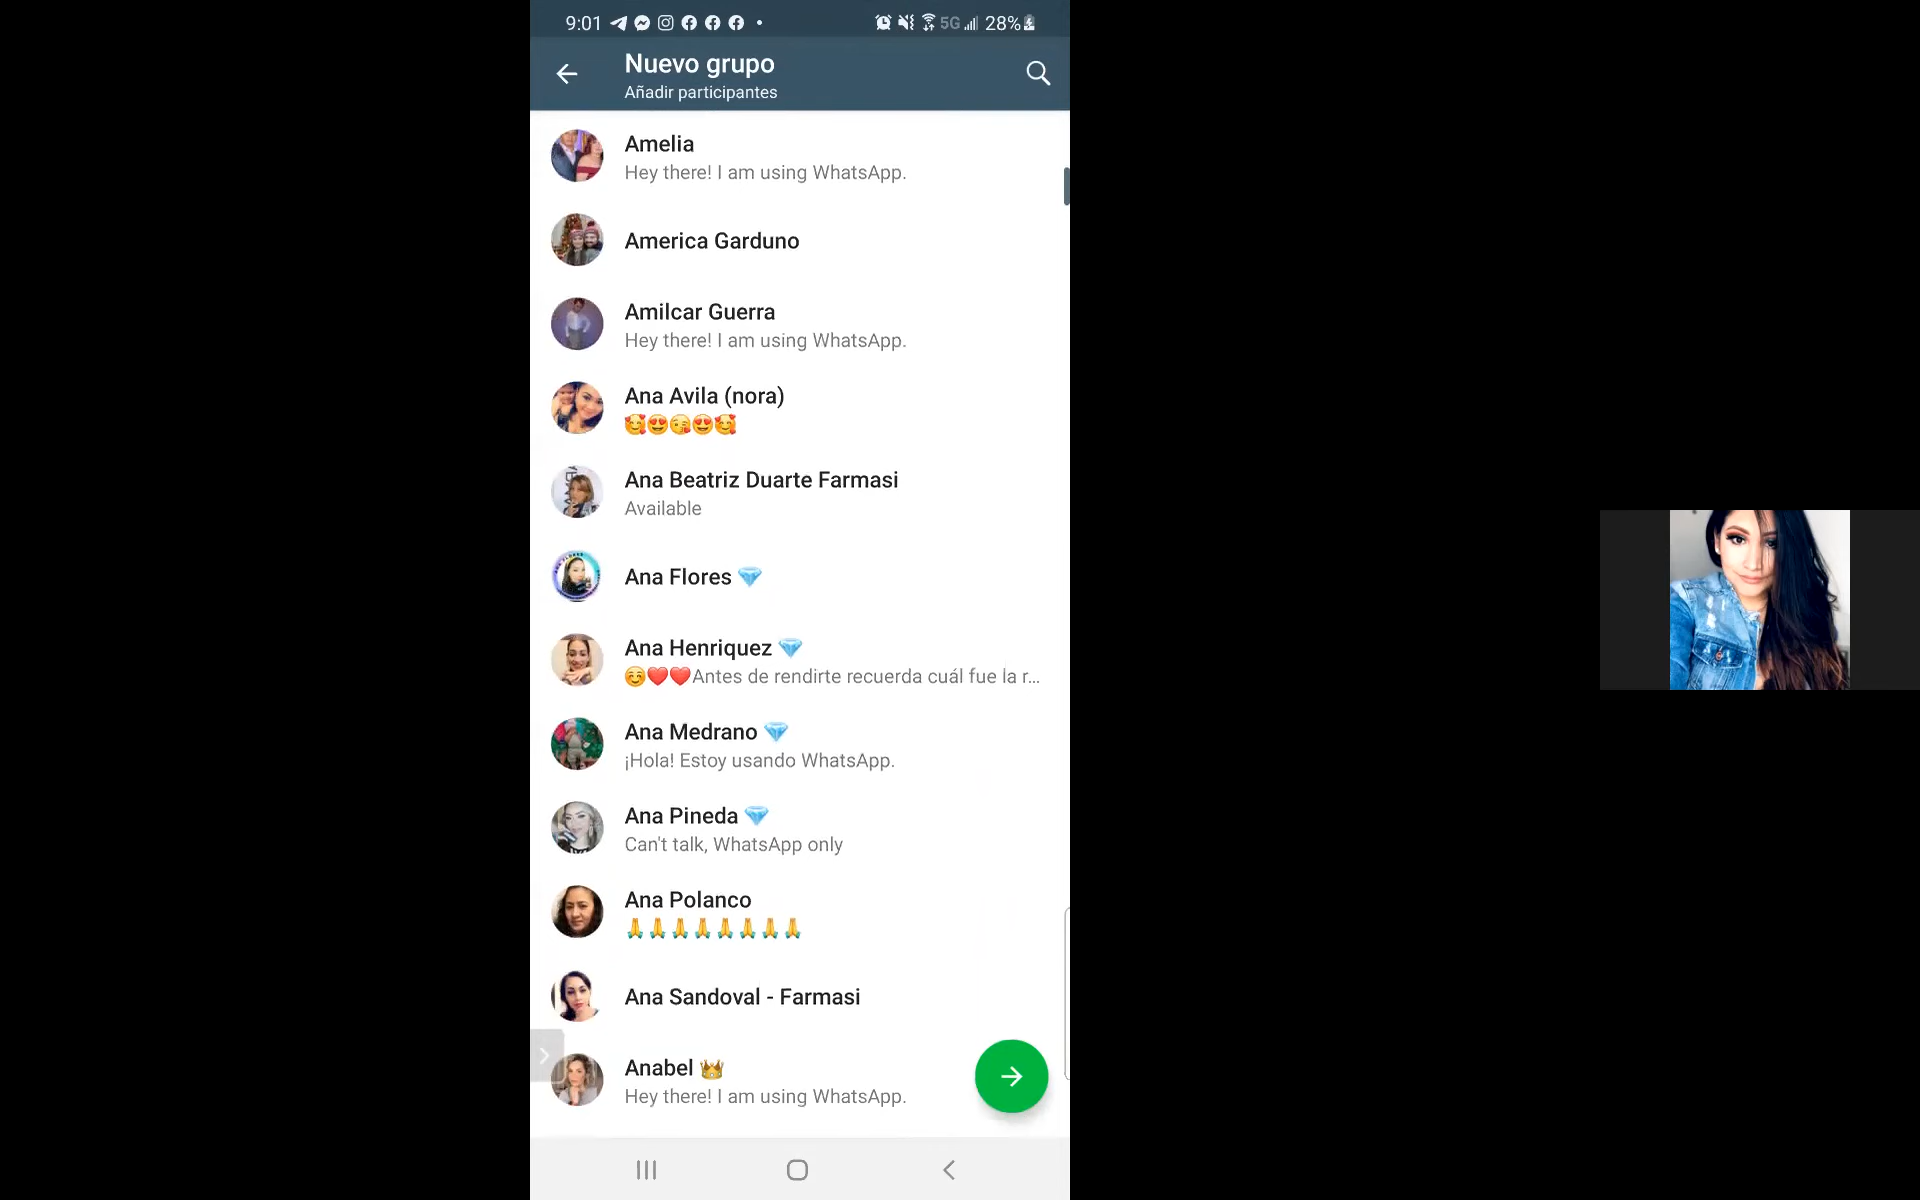 9:01
5G
28%
Nuevo grupo
Añadir participantes
Amelia
Hey there! I am using WhatsApp.
America Garduno
Amilcar Guerra
Hey there! I am using WhatsApp.
Ana Avila (nora)
🥰😍😘😍🥰
Ana Beatriz Duarte Farmasi
Available
Ana Flores 💎
Ana Henriquez 💎
☺️❤️❤️Antes de rendirte recuerda cuál fue la r...
Ana Medrano 💎
¡Hola! Estoy usando WhatsApp.
Ana Pineda 💎
Can't talk, WhatsApp only
Ana Polanco
🙏🙏🙏🙏🙏🙏🙏🙏
Ana Sandoval - Farmasi
Anabel 👑
Hey there! I am using WhatsApp.